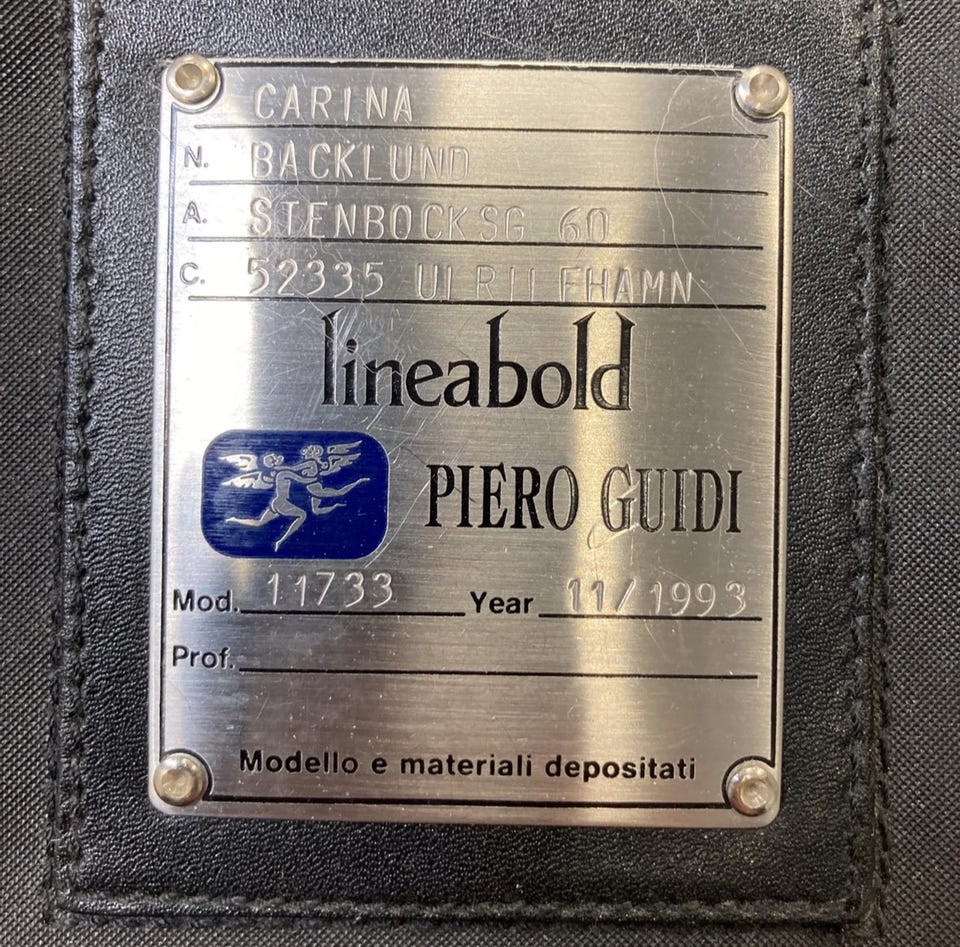 CARINA
N. BACKLUND
A. STENBOCKSG 60
C. 52335
lineabold
PIERO GUIDI
Mod. 11733 Year 11/1993
Prof.
Modello e materiali depositati